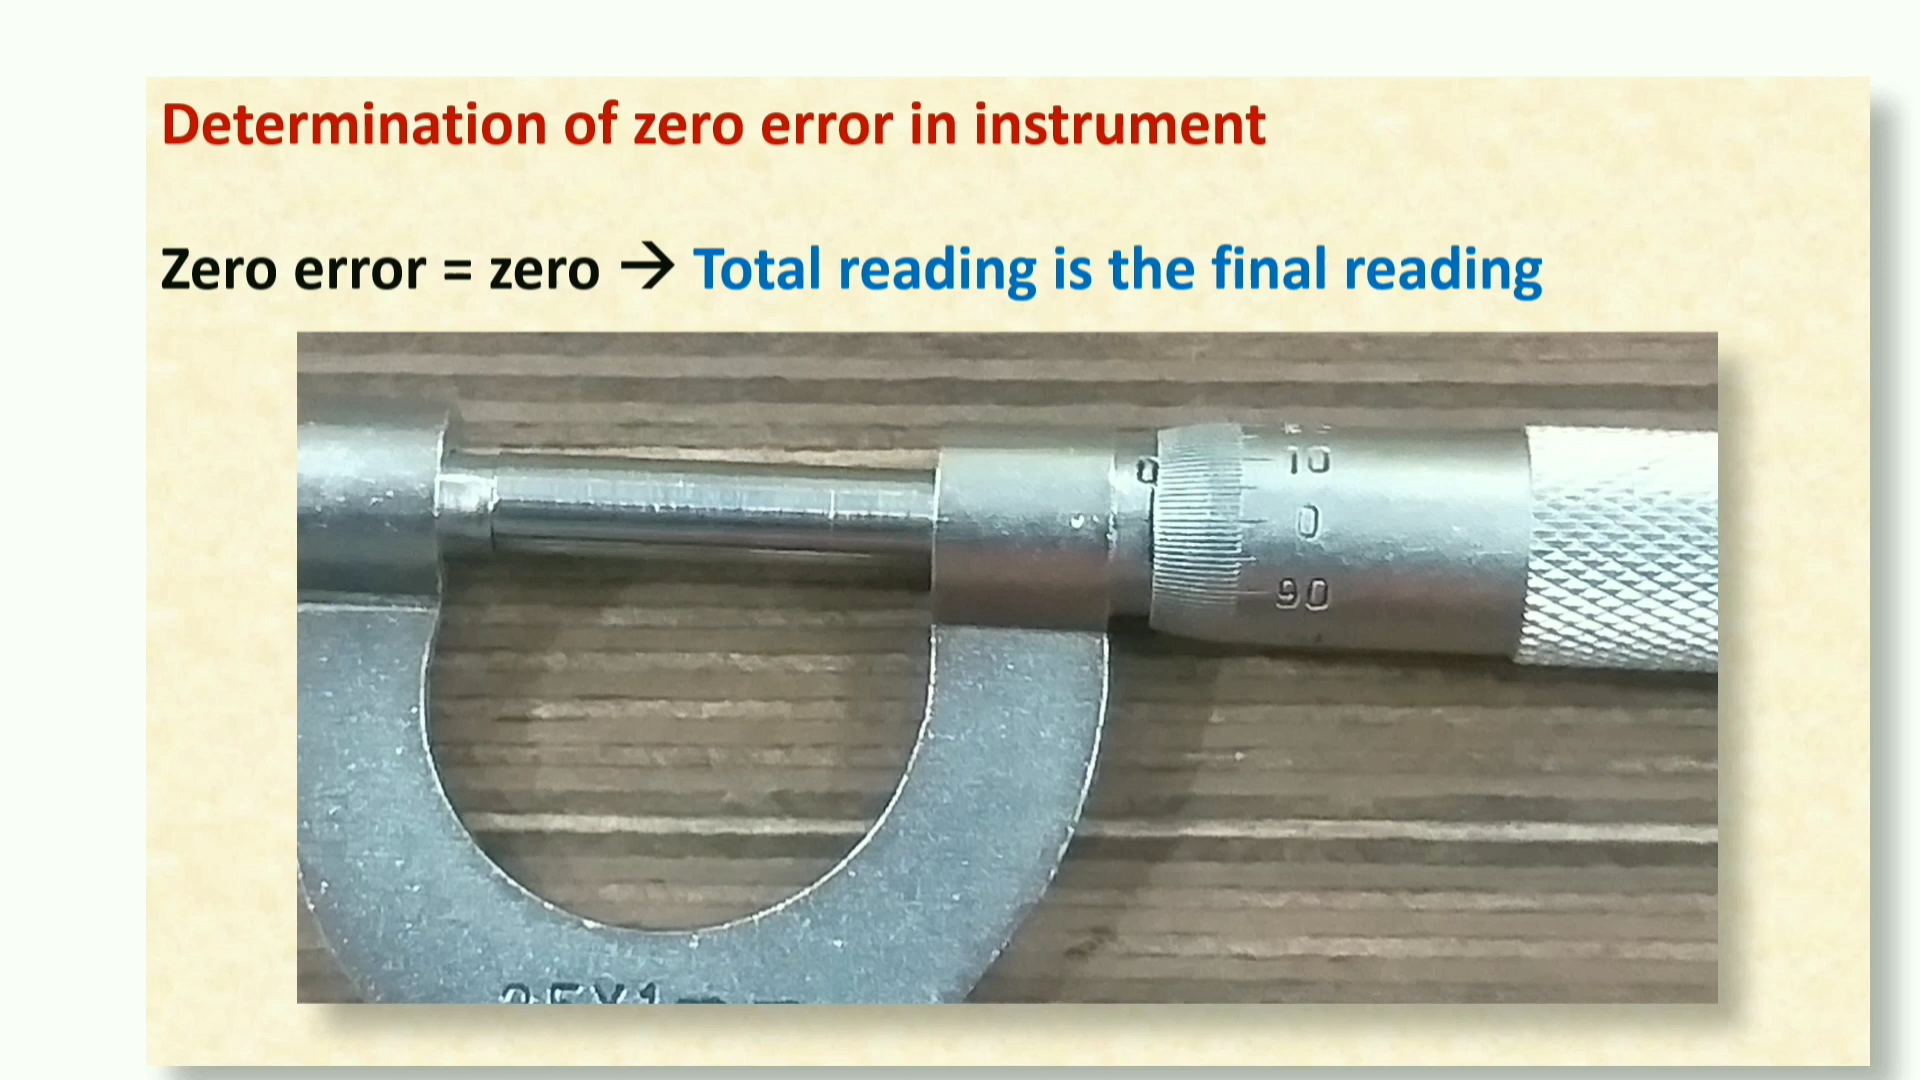 Determination of zero error in instrument
Zero error = zero → Total reading is the final reading
0
10
0
90